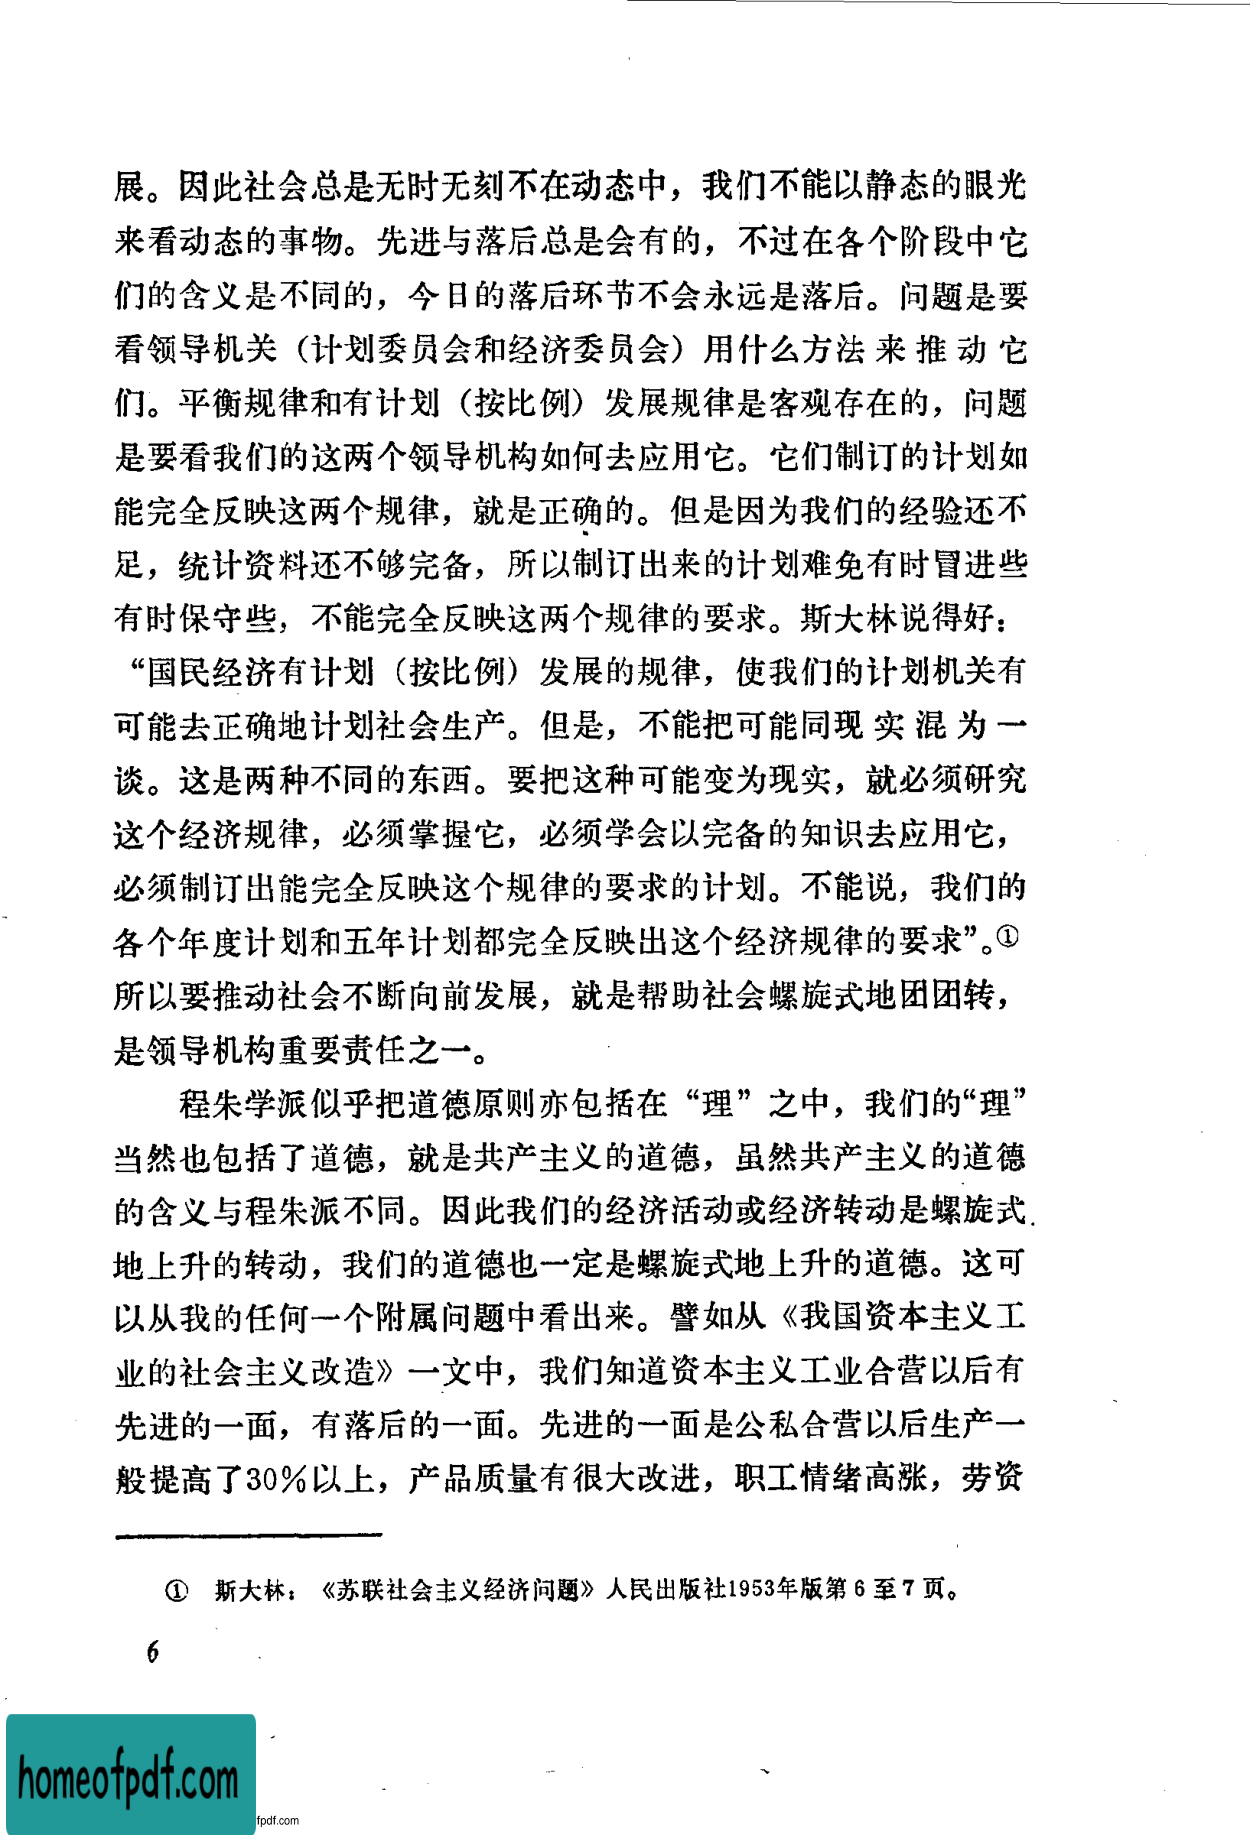 展。因此社会总是无时无刻不在动态中，我们不能以静态的眼光
来看动态的事物。先进与落后总是会有的，不过在各个阶段中它
们的含义是不同的，今日的落后环节不会永远是落后。问题是要
看领导机关（计划委员会和经济委员会）用什么方法来推动它
们。平衡规律和有计划（按比例）发展规律是客观存在的，问题
是要看我们的这两个领导机构如何去应用它。它们制订的计划如
能完全反映这两个规律，就是正确的。但是因为我们的经验还不
足，统计资料还不够完备，所以制订出来的计划难免有时冒进些
有时保守些，不能完全反映这两个规律的要求。斯大林说得好：
“国民经济有计划（按比例）发展的规律，使我们的计划机关有
可能去正确地计划社会生产。但是，不能把可能同现实混为一
谈。这是两种不同的东西。要把这种可能变为现实，就必须研究
这个经济规律，必须掌握它，必须学会以完备的知识去应用它，
必须制订出能完全反映这个规律的要求的计划。不能说，我们的
各个年度计划和五年计划都完全反映出这个经济规律的要求”。①
所以要推动社会不断向前发展，就是帮助社会螺旋式地团团转，
是领导机构重要责任之一。
程朱学派似乎把道德原则亦包括在“理”之中，我们的“理”
当然也包括了道德，就是共产主义的道德，虽然共产主义的道德
的含义与程朱派不同。因此我们的经济活动或经济转动是螺旋式
地上升的转动，我们的道德也一定是螺旋式地上升的道德。这可
以从我的任何一个附属问题中看出来。譬如从《我国资本主义工
业的社会主义改造》一文中，我们知道资本主义工业合营以后有
先进的一面，有落后的一面。先进的一面是公私合营以后生产一
般提高了30％以上，产品质量有很大改进，职工情绪高涨，劳资
① 斯大林：《苏联社会主义经济问题》人民出版社1953年版第6至7页。
6
homeofpdf.com
fpdf.com